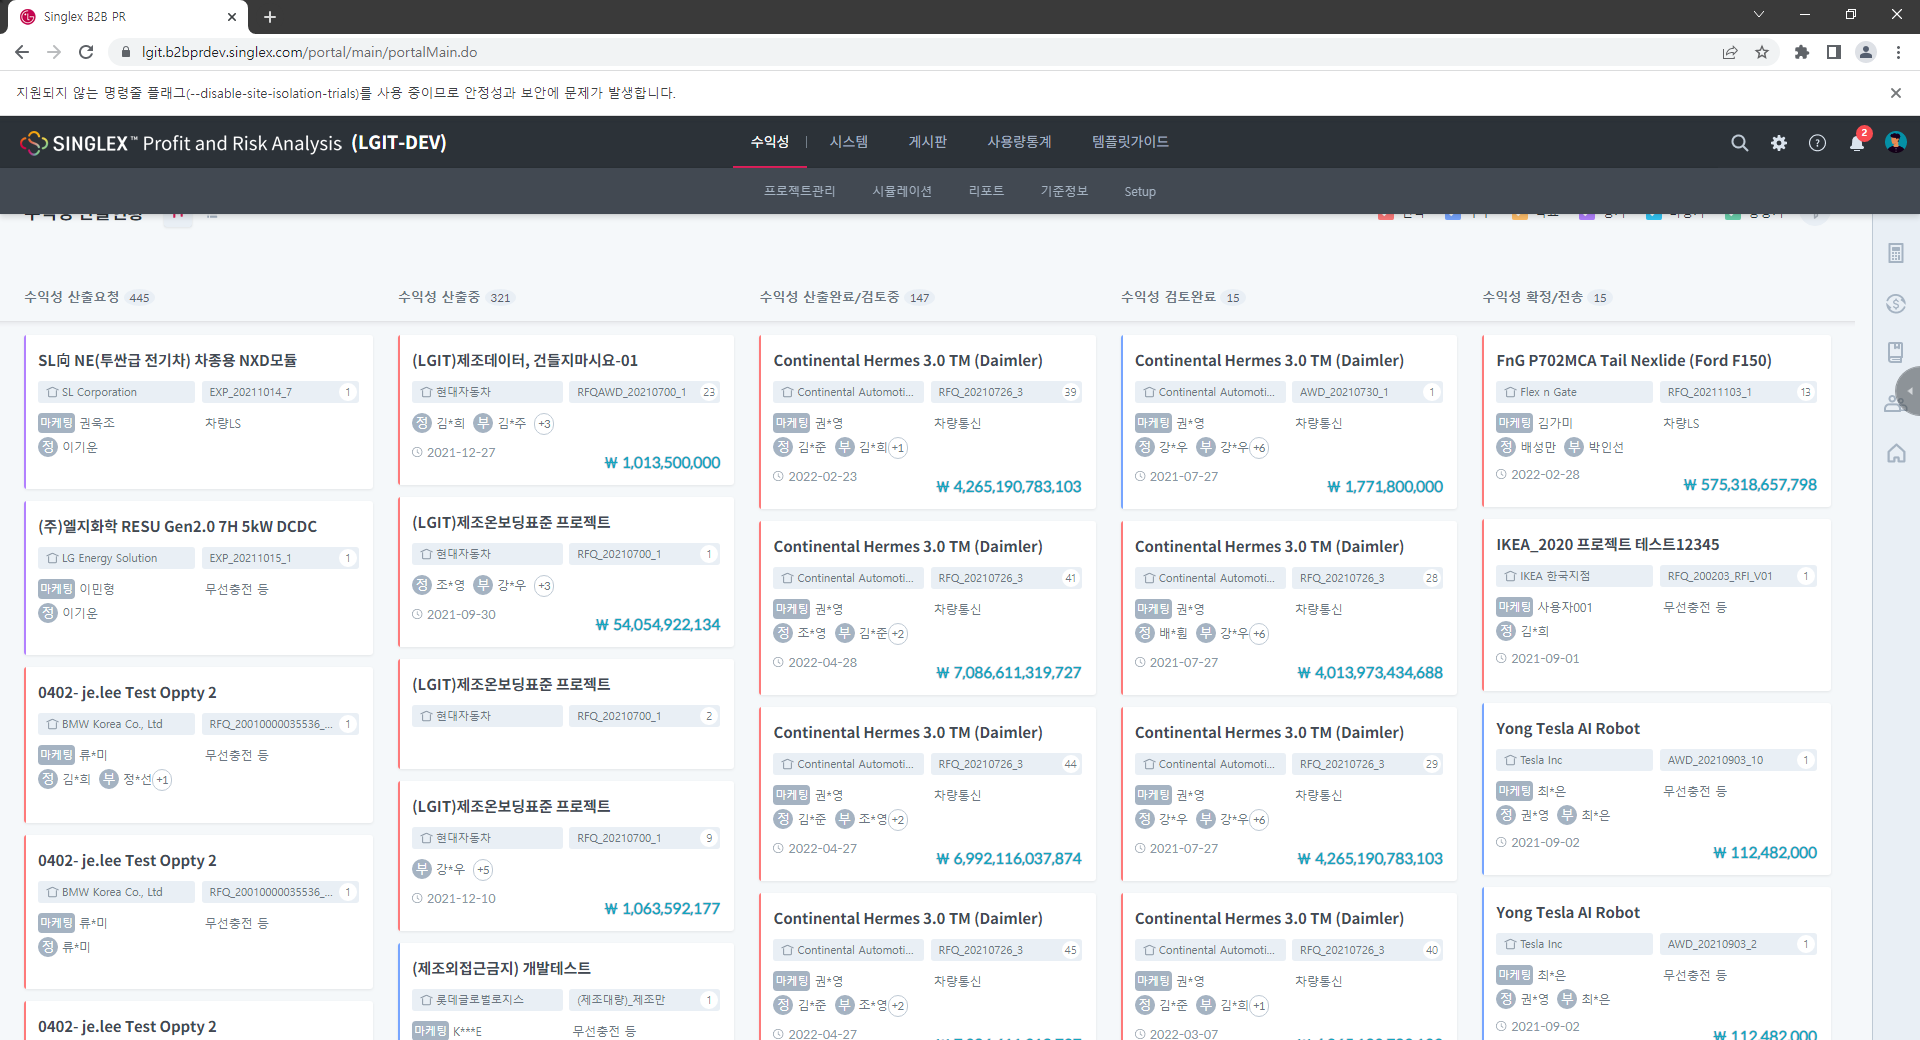 Singlex B2B PR
lgit.b2bprdev.singlex.com/portal/main/portalMain.do
지원되지 않는 명령줄 플래그(--disable-site-isolation-trials)를 사용 중이므로 안정성과 보안에 문제가 발생합니다.
SINGLEX™ Profit and Risk Analysis (LGIT-DEV)
수익성 시스템 게시판 사용량통계 템플릿가이드
2
프로젝트관리 시뮬레이션 리포트 기준정보 Setup
수익성 산출요청 445
수익성 산출중 321
수익성 산출완료/검토중 147
수익성 검토완료 15
수익성 확정/전송 15
SL向 NE(투싼급 전기차) 차종용 NXD모듈
SL Corporation EXP_20211014_7 1
마케팅 권욱조 차량LS
정 이기운
(주)엘지화학 RESU Gen2.0 7H 5kW DCDC
LG Energy Solution EXP_20211015_1 1
마케팅 이민형 무선충전 등
정 이기운
0402- je.lee Test Oppty 2
BMW Korea Co., Ltd RFQ_20010000035536_... 1
마케팅 류*미 무선충전 등
정 김*희 부 정*선 +1
0402- je.lee Test Oppty 2
BMW Korea Co., Ltd RFQ_20010000035536_... 1
마케팅 류*미 무선충전 등
정 류*미
0402- je.lee Test Oppty 2
(LGIT)제조데이터, 건들지마시요-01
현대자동차 RFQAWD_20210700_1 23
정 김*희 부 김*주 +3
2021-12-27
₩ 1,013,500,000
(LGIT)제조온보딩표준 프로젝트
현대자동차 RFQ_20210700_1 1
정 조*영 부 강*우 +3
2021-09-30
₩ 54,054,922,134
(LGIT)제조온보딩표준 프로젝트
현대자동차 RFQ_20210700_1 2
(LGIT)제조온보딩표준 프로젝트
현대자동차 RFQ_20210700_1 9
부 강*우 +5
2021-12-10
₩ 1,063,592,177
(제조외접근금지) 개발테스트
롯데글로벌로지스 (제조대량)_제조만 1
마케팅 K***E 무선충전 등
Continental Hermes 3.0 TM (Daimler)
Continental Automoti... RFQ_20210726_3 39
마케팅 권*영 차량통신
정 김*준 부 김*희 +1
2022-02-23
₩ 4,265,190,783,103
Continental Hermes 3.0 TM (Daimler)
Continental Automoti... RFQ_20210726_3 41
마케팅 권*영 차량통신
정 조*영 부 김*준 +2
2022-04-28
₩ 7,086,611,319,727
Continental Hermes 3.0 TM (Daimler)
Continental Automoti... RFQ_20210726_3 44
마케팅 권*영 차량통신
정 김*준 부 조*영 +2
2022-04-27
₩ 6,992,116,037,874
Continental Hermes 3.0 TM (Daimler)
Continental Automoti... RFQ_20210726_3 45
마케팅 권*영 차량통신
정 김*준 부 조*영 +2
2022-04-27
Continental Hermes 3.0 TM (Daimler)
Continental Automoti... AWD_20210730_1 1
마케팅 권*영 차량통신
정 강*우 부 강*우 +6
2021-07-27
₩ 1,771,800,000
Continental Hermes 3.0 TM (Daimler)
Continental Automoti... RFQ_20210726_3 28
마케팅 권*영 차량통신
정 배*훤 부 강*우 +6
2021-07-27
₩ 4,013,973,434,688
Continental Hermes 3.0 TM (Daimler)
Continental Automoti... RFQ_20210726_3 29
마케팅 권*영 차량통신
정 강*우 부 강*우 +6
2021-07-27
₩ 4,265,190,783,103
Continental Hermes 3.0 TM (Daimler)
Continental Automoti... RFQ_20210726_3 40
마케팅 권*영 차량통신
정 김*준 부 김*희 +1
2022-03-07
FnG P702MCA Tail Nexlide (Ford F150)
Flex n Gate RFQ_20211103_1 13
마케팅 김가미 차량LS
정 배성만 부 박인선
2022-02-28
₩ 575,318,657,798
IKEA_2020 프로젝트 테스트12345
IKEA 한국지점 RFQ_200203_RFI_V01 1
마케팅 사용자001 무선충전 등
정 김*희
2021-09-01
Yong Tesla AI Robot
Tesla Inc AWD_20210903_10 1
마케팅 최*은 무선충전 등
정 권*영 부 최*은
2021-09-02
₩ 112,482,000
Yong Tesla AI Robot
Tesla Inc AWD_20210903_2 1
마케팅 최*은 무선충전 등
정 권*영 부 최*은
2021-09-02
₩ 112,482,000